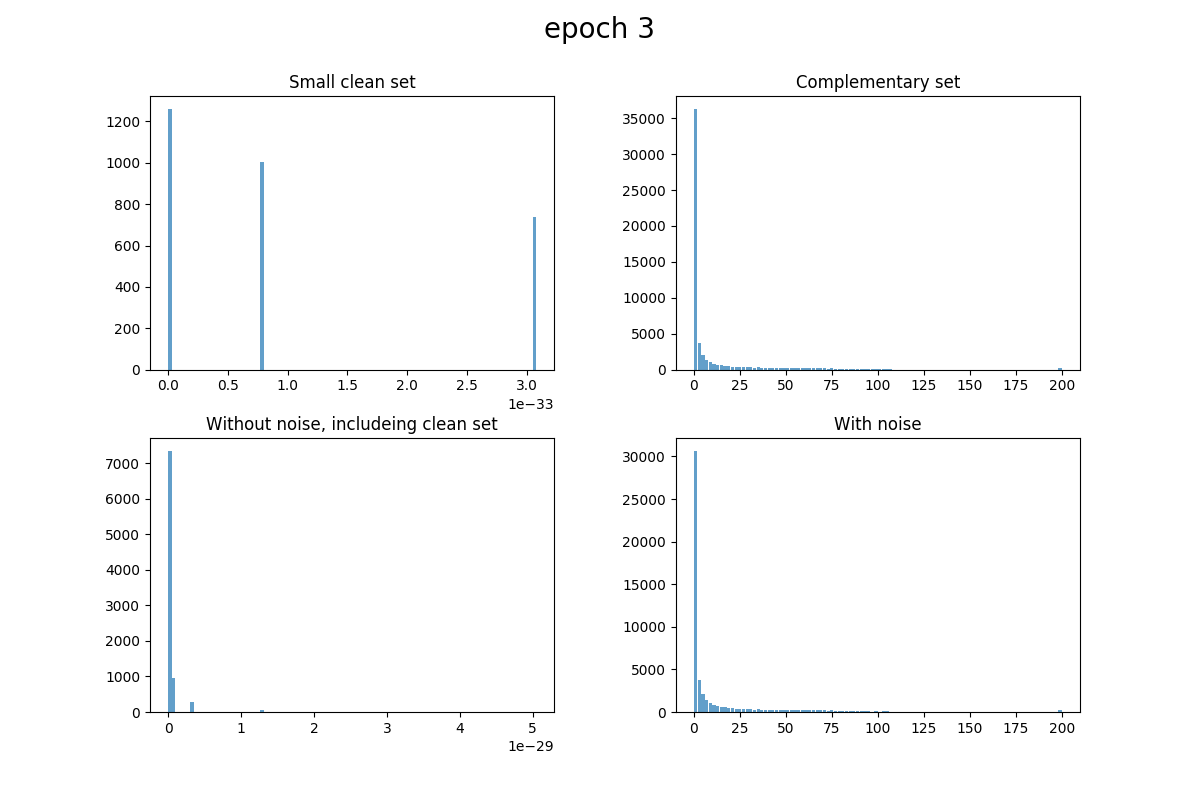 epoch 3
Small clean set
1200
1000
800
600
400
200
0
0.0 0.5 1.0 1.5 2.0 2.5 3.0
1e−33
Complementary set
35000
30000
25000
20000
15000
10000
5000
0
0 25 50 75 100 125 150 175 200
Without noise, includeing clean set
7000
6000
5000
4000
3000
2000
1000
0
0 1 2 3 4 5
1e−29
With noise
30000
25000
20000
15000
10000
5000
0
0 25 50 75 100 125 150 175 200